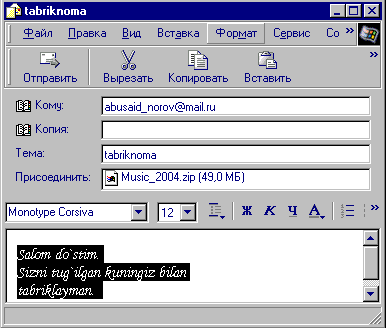 tabriknoma
Файл Правка Вид Вставка Формат Сервис Со »
Отправить Вырезать Копировать Вставить
Кому: abusaid_norov@mail.ru
Копия:
Тема: tabriknoma
Присоединить: Music_2004.zip (49,0 МБ)
Monotype Corsiva 12 Ж К Ч А »
Salom do`stim.
Sizni tug`ilgan kuningiz bilan
tabriklayman.